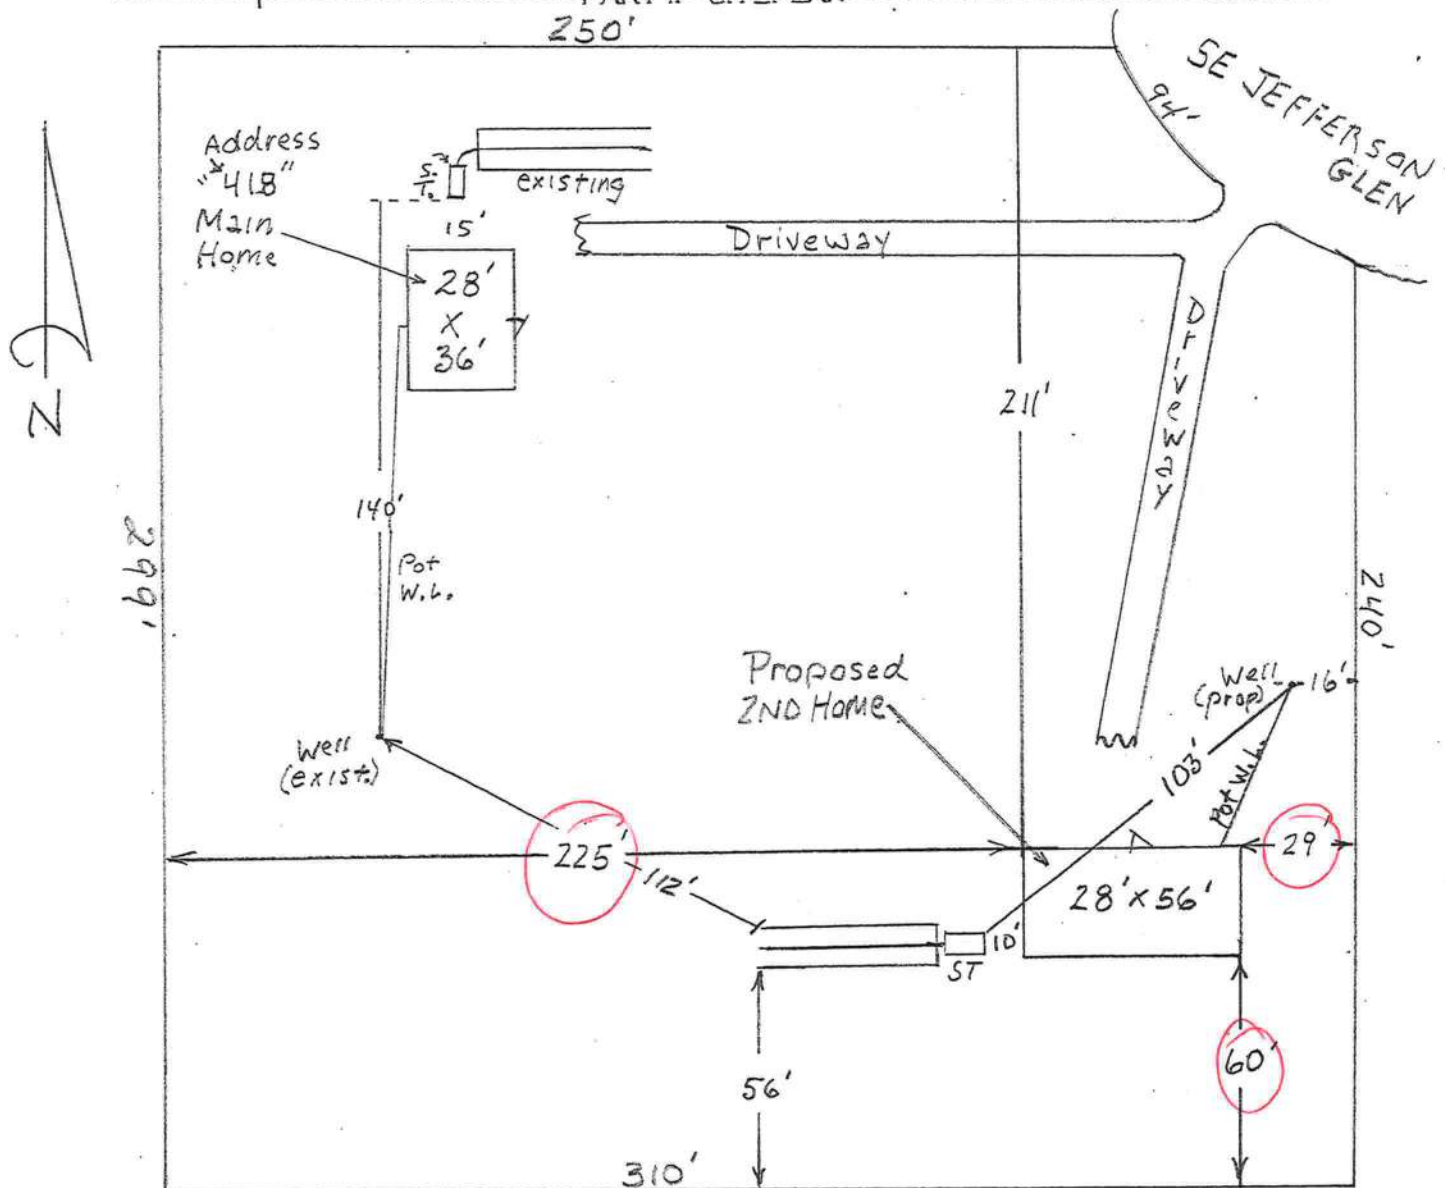 250'
SE JEFFERSON
GLEN
94'
Address
"418"
Main
Home
S.
T.
existing
15'
Driveway
28'
X
36'
N
211'
Driveway
140'
Pot
W.L.
299'
240'
Proposed
2ND Home
Well
(prop)
16'
Well
(exist.)
103'
Pot W.L.
225'
29'
112'
28' X 56'
10'
ST
56'
60'
310'